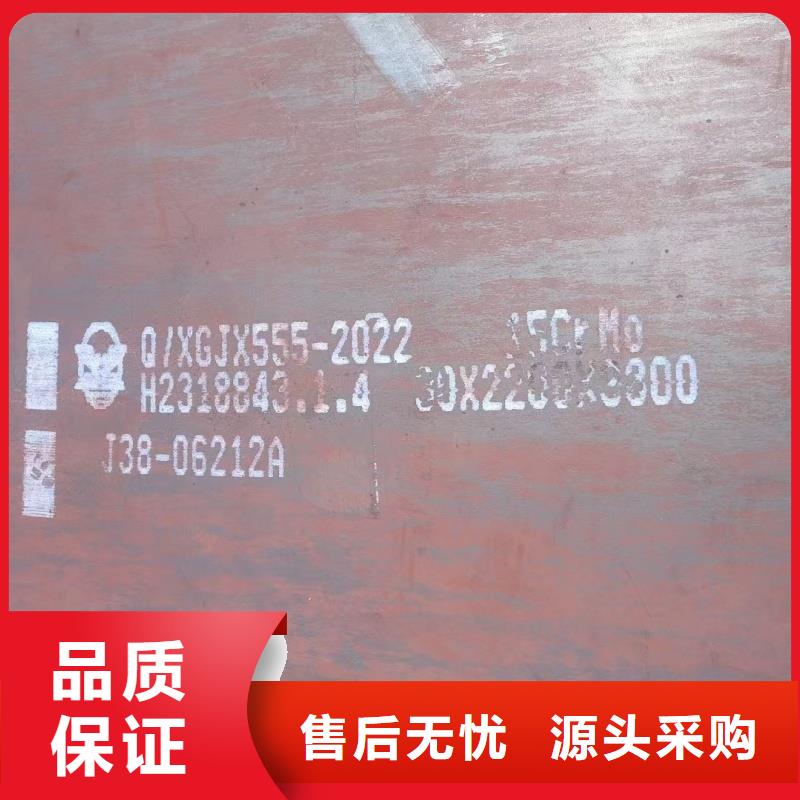 Q/XGJX555-2022 15CrMo
H2318843.1.4
J38-06212A
品质
保证
售后无忧 源头采购